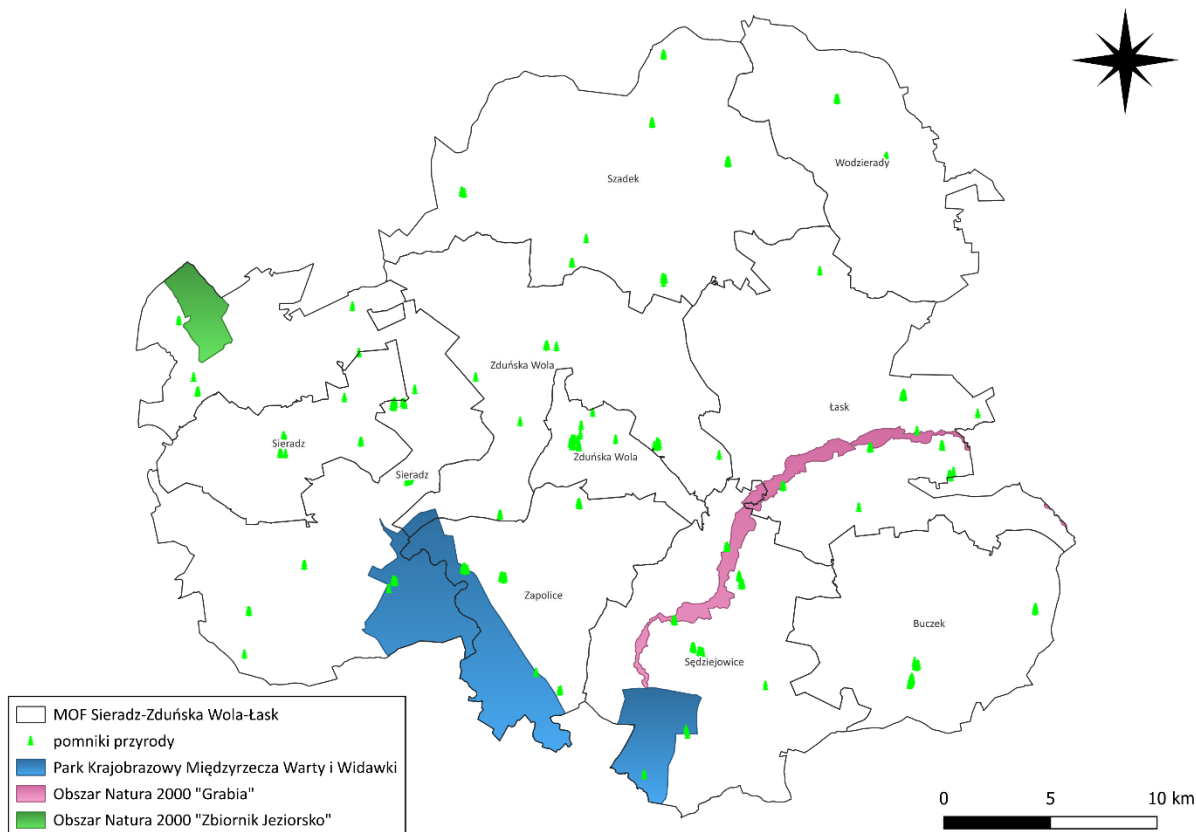 Wodzierady
Szadek
Zduńska Wola
Łask
Sieradz
Zduńska Wola
Sieradz
Zapolice
Buczek
Sędziejowice
MOF Sieradz-Zduńska Wola-Łask
pomniki przyrody
Park Krajobrazowy Międzyrzecza Warty i Widawki
Obszar Natura 2000 "Grabia"
Obszar Natura 2000 "Zbiornik Jeziorsko"
0 5 10 km